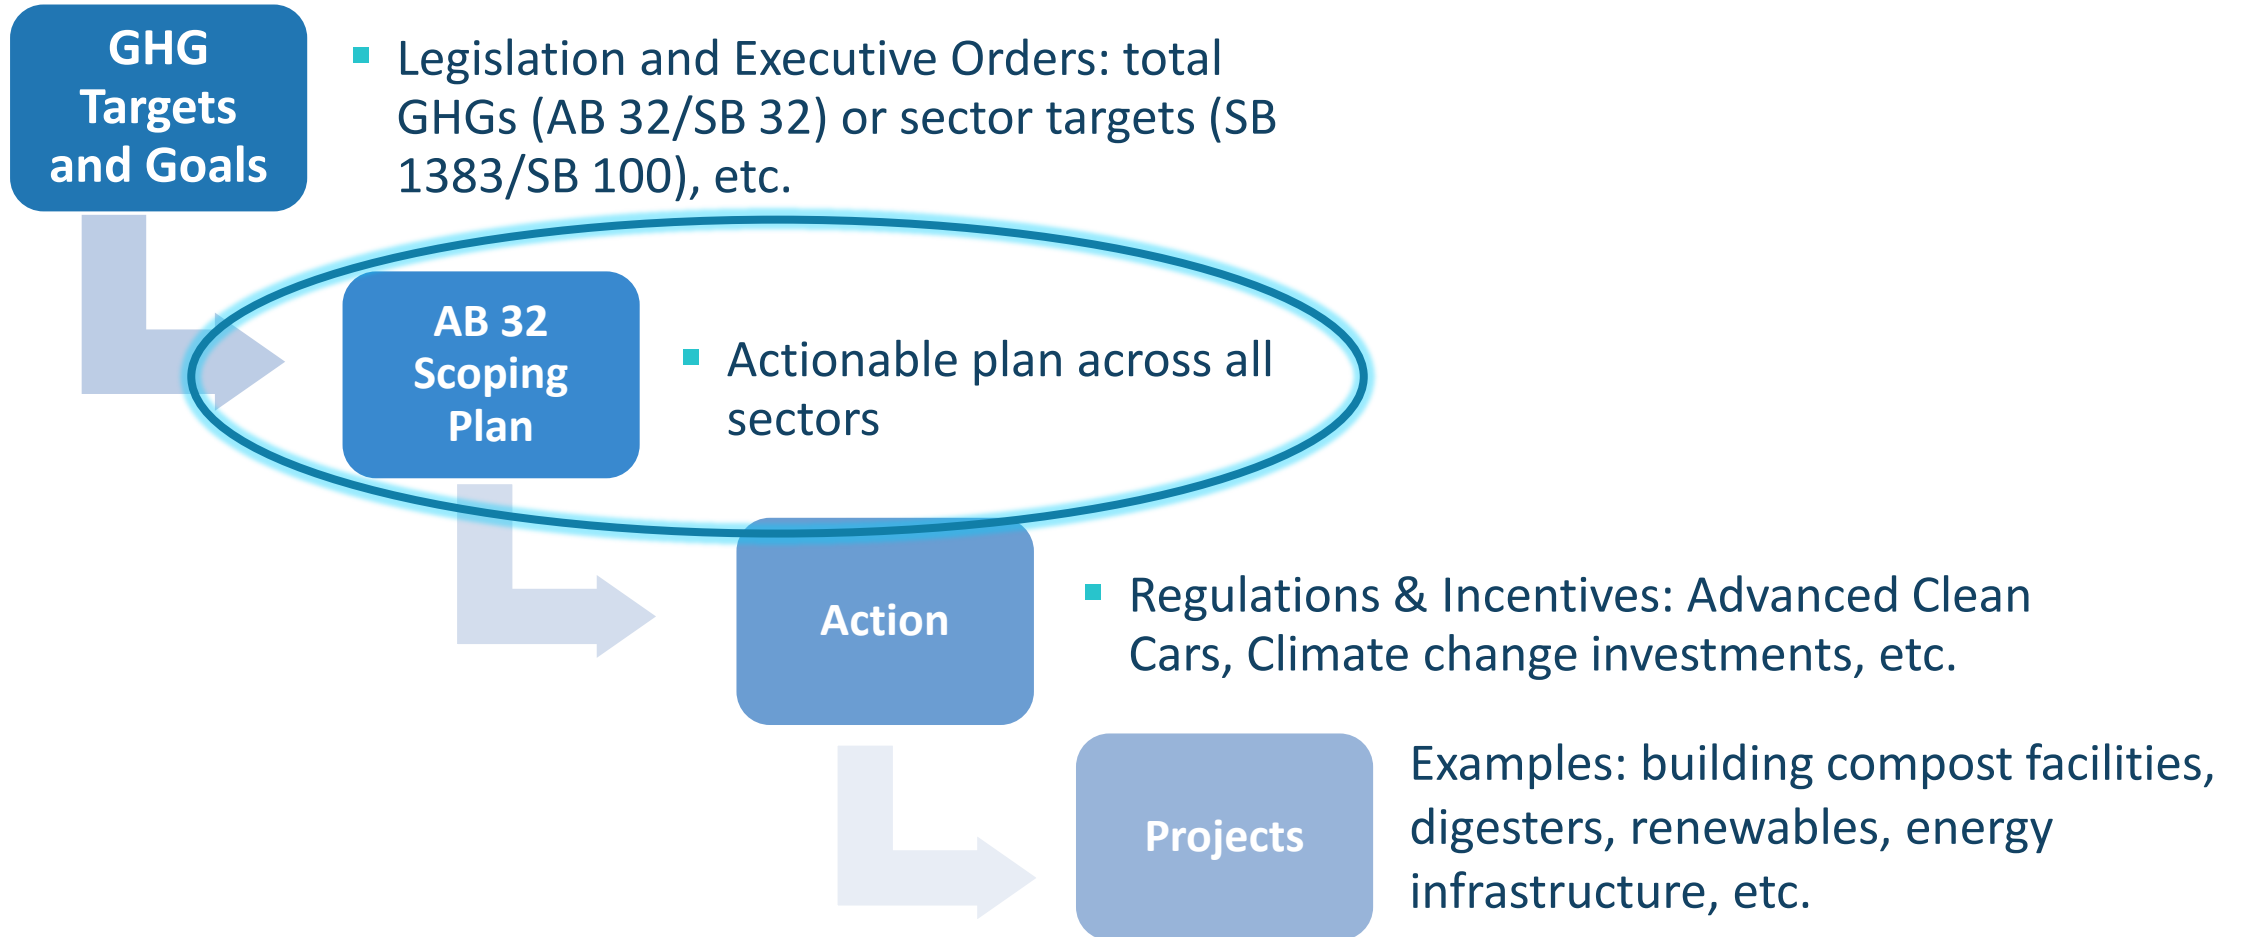 GHG
Targets
and Goals
▪ Legislation and Executive Orders: total
GHGs (AB 32/SB 32) or sector targets (SB
1383/SB 100), etc.
AB 32
Scoping
Plan
▪ Actionable plan across all
sectors
Action
▪ Regulations & Incentives: Advanced Clean
Cars, Climate change investments, etc.
Projects
Examples: building compost facilities,
digesters, renewables, energy
infrastructure, etc.